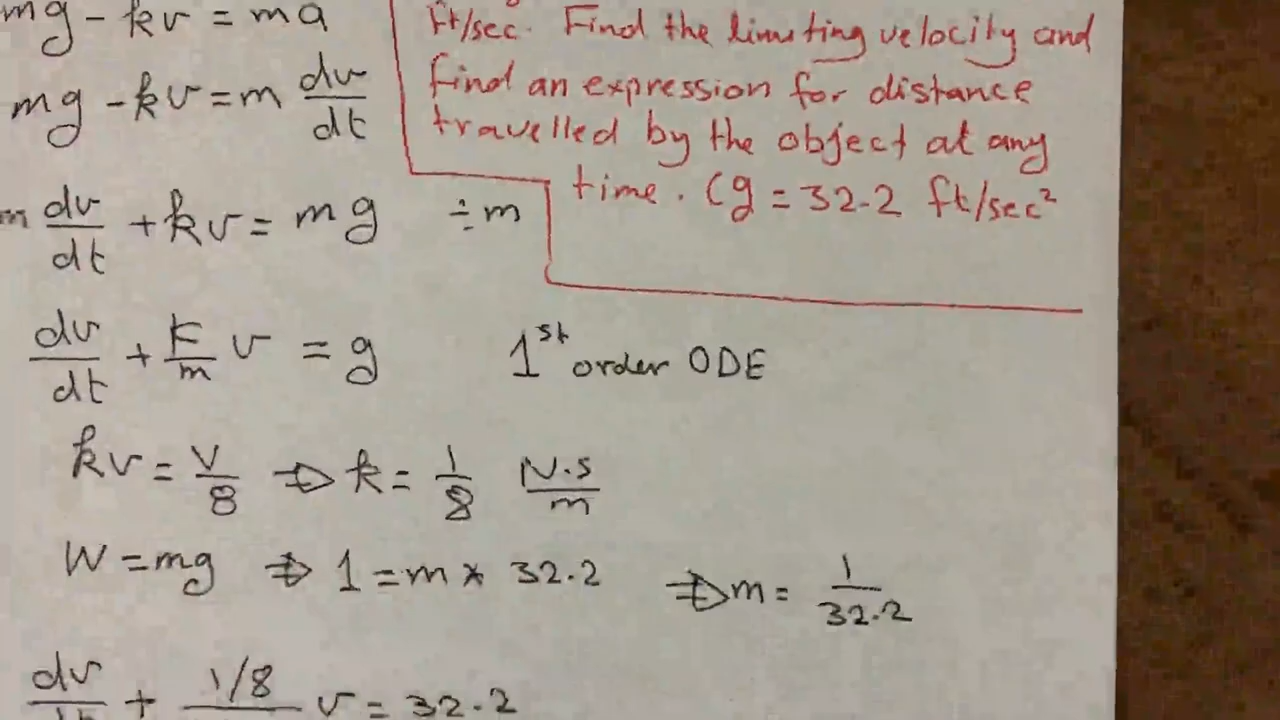 mg - kv = ma
mg - kv = m dv/dt
m dv/dt + kv = mg ÷ m
dv/dt + k/m v = g 1st order ODE
kv = v/8 ⇒ k = 1/8 N.S/m
W = mg ⇒ 1 = m * 32.2 ⇒ m = 1/32.2
dv/dt + 1/8 v = 32.2
ft/sec. Find the limiting velocity and
find an expression for distance
travelled by the object at any
time. (g = 32.2 ft/sec²